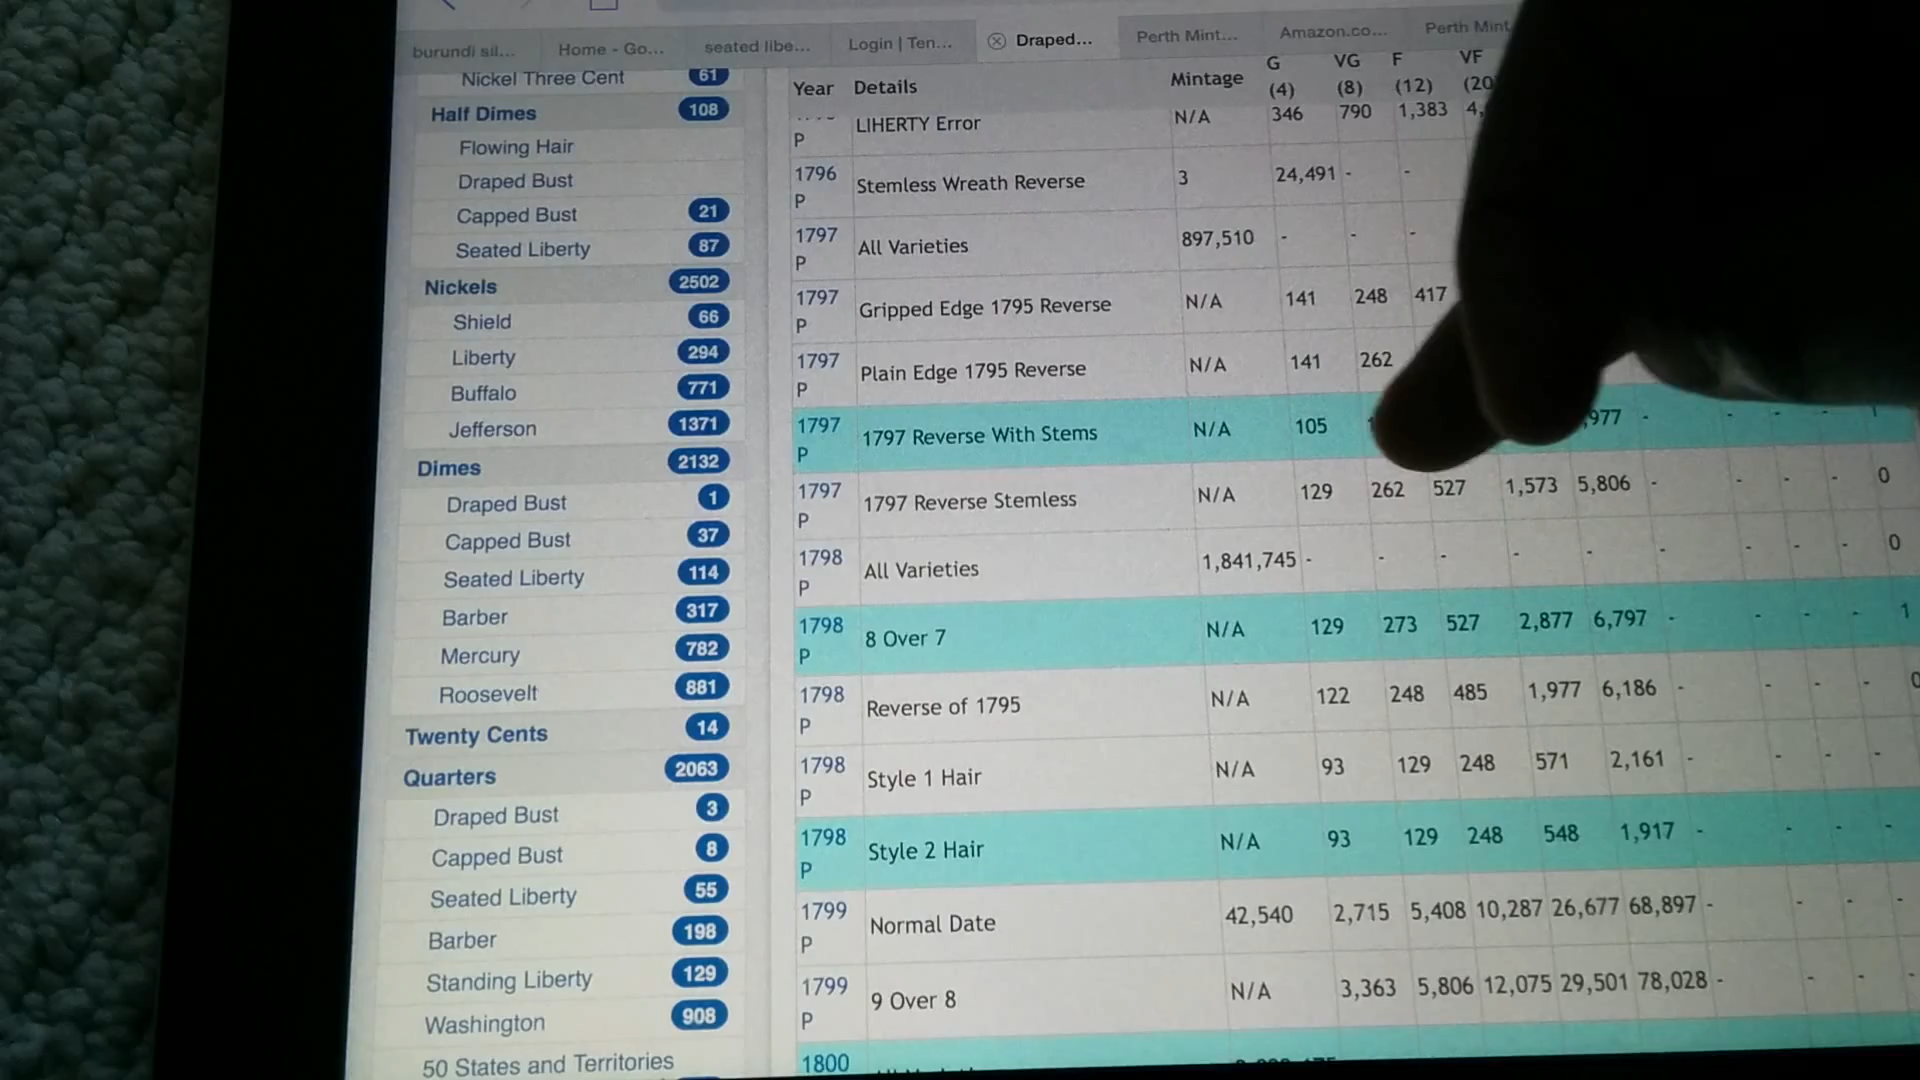 burundi sil... Home - Go... seated libe... Login | Ten... Draped... Perth Mint... Amazon.co... Perth Mint
Nickel Three Cent 61
Half Dimes 108
Flowing Hair
Draped Bust
Capped Bust 21
Seated Liberty 87
Nickels 2502
Shield 66
Liberty 294
Buffalo 771
Jefferson 1371
Dimes 2132
Draped Bust 1
Capped Bust 37
Seated Liberty 114
Barber 317
Mercury 782
Roosevelt 881
Twenty Cents 14
Quarters 2063
Draped Bust 3
Capped Bust 8
Seated Liberty 55
Barber 198
Standing Liberty 129
Washington 908
50 States and Territories
Year Details Mintage G (4) VG (8) F (12) VF (20
P LIHERTY Error N/A 346 790 1,383 4,
1796 P Stemless Wreath Reverse 3 24,491 - -
1797 P All Varieties 897,510 - - -
1797 P Gripped Edge 1795 Reverse N/A 141 248 417
1797 P Plain Edge 1795 Reverse N/A 141 262
1797 P 1797 Reverse With Stems N/A 105 ,977 - - - - 1
1797 P 1797 Reverse Stemless N/A 129 262 527 1,573 5,806 - - - - 0
1798 P All Varieties 1,841,745 - - - - - - - - - 0
1798 P 8 Over 7 N/A 129 273 527 2,877 6,797 - - - - 1
1798 P Reverse of 1795 N/A 122 248 485 1,977 6,186 - - - - 0
1798 P Style 1 Hair N/A 93 129 248 571 2,161 - - - -
1798 P Style 2 Hair N/A 93 129 248 548 1,917 - - - -
1799 P Normal Date 42,540 2,715 5,408 10,287 26,677 68,897 - - - -
1799 P 9 Over 8 N/A 3,363 5,806 12,075 29,501 78,028 - - - -
1800